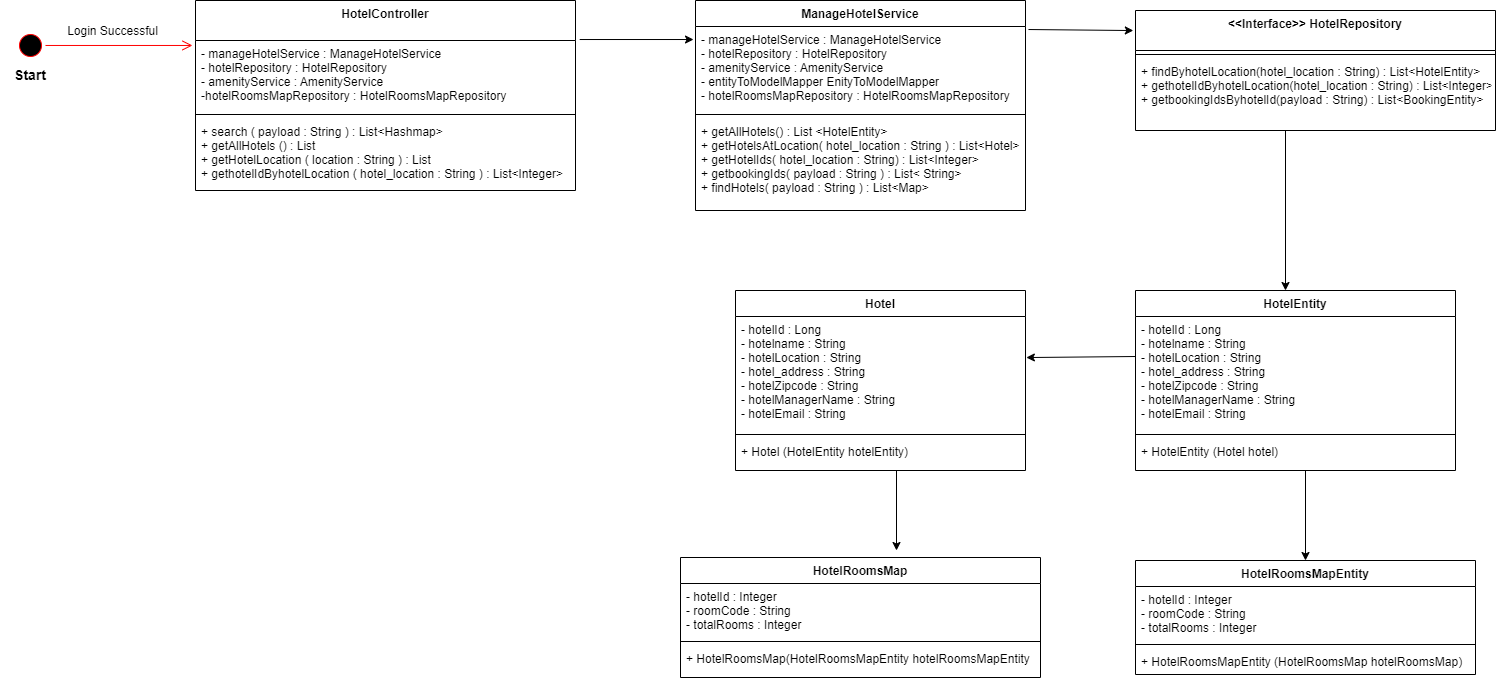 Login Successful
Start
HotelController
- manageHotelService : ManageHotelService
- hotelRepository : HotelRepository
- amenityService : AmenityService
-hotelRoomsMapRepository : HotelRoomsMapRepository
+ search ( payload : String ) : List<Hashmap>
+ getAllHotels () : List
+ getHotelLocation ( location : String ) : List
+ gethotelIdByhotelLocation ( hotel_location : String ) : List<Integer>
ManageHotelService
- manageHotelService : ManageHotelService
- hotelRepository : HotelRepository
- amenityService : AmenityService
- entityToModelMapper EnityToModelMapper
- hotelRoomsMapRepository : HotelRoomsMapRepository
+ getAllHotels() : List <HotelEntity>
+ getHotelsAtLocation( hotel_location : String ) : List<Hotel>
+ getHotelIds( hotel_location : String) : List<Integer>
+ getbookingIds( payload : String ) : List< String>
+ findHotels( payload : String ) : List<Map>
<<Interface>> HotelRepository
+ findByhotelLocation(hotel_location : String) : List<HotelEntity>
+ gethotelIdByhotelLocation(hotel_location : String) : List<Integer>
+ getbookingIdsByhotelId(payload : String) : List<BookingEntity>
Hotel
- hotelId : Long
- hotelname : String
- hotelLocation : String
- hotel_address : String
- hotelZipcode : String
- hotelManagerName : String
- hotelEmail : String
+ Hotel (HotelEntity hotelEntity)
HotelEntity
- hotelId : Long
- hotelname : String
- hotelLocation : String
- hotel_address : String
- hotelZipcode : String
- hotelManagerName : String
- hotelEmail : String
+ HotelEntity (Hotel hotel)
HotelRoomsMap
- hotelId : Integer
- roomCode : String
- totalRooms : Integer
+ HotelRoomsMap(HotelRoomsMapEntity hotelRoomsMapEntity
HotelRoomsMapEntity
- hotelId : Integer
- roomCode : String
- totalRooms : Integer
+ HotelRoomsMapEntity (HotelRoomsMap hotelRoomsMap)